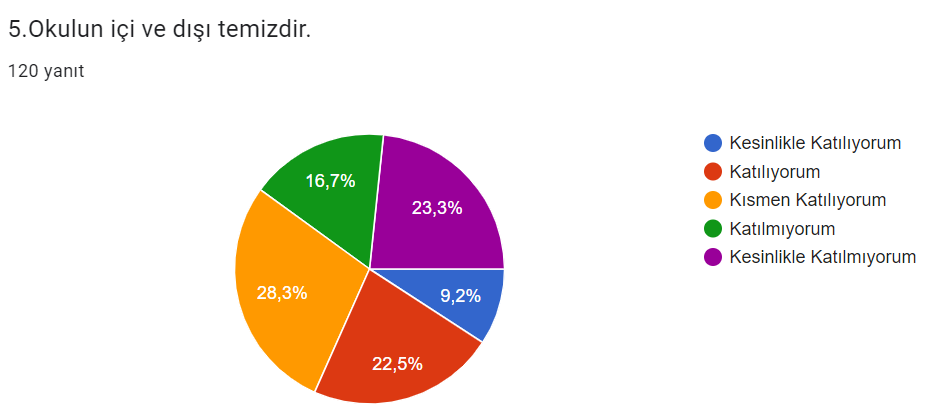 5.Okulun içi ve dışı temizdir.
120 yanıt
Kesinlikle Katılıyorum
Katılıyorum
Kısmen Katılıyorum
Katılmıyorum
Kesinlikle Katılmıyorum
16,7%
23,3%
28,3%
9,2%
22,5%